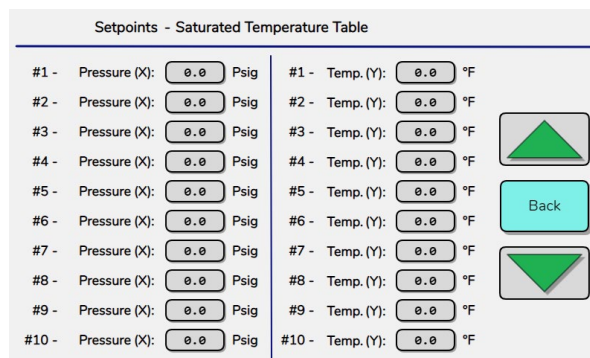 Setpoints - Saturated Temperature Table
#1 - Pressure (X): 0.0 Psig #1 - Temp. (Y): 0.0 °F
#2 - Pressure (X): 0.0 Psig #2 - Temp. (Y): 0.0 °F
#3 - Pressure (X): 0.0 Psig #3 - Temp. (Y): 0.0 °F
#4 - Pressure (X): 0.0 Psig #4 - Temp. (Y): 0.0 °F
#5 - Pressure (X): 0.0 Psig #5 - Temp. (Y): 0.0 °F
Back
#6 - Pressure (X): 0.0 Psig #6 - Temp. (Y): 0.0 °F
#7 - Pressure (X): 0.0 Psig #7 - Temp. (Y): 0.0 °F
#8 - Pressure (X): 0.0 Psig #8 - Temp. (Y): 0.0 °F
#9 - Pressure (X): 0.0 Psig #9 - Temp. (Y): 0.0 °F
#10 - Pressure (X): 0.0 Psig #10 - Temp. (Y): 0.0 °F